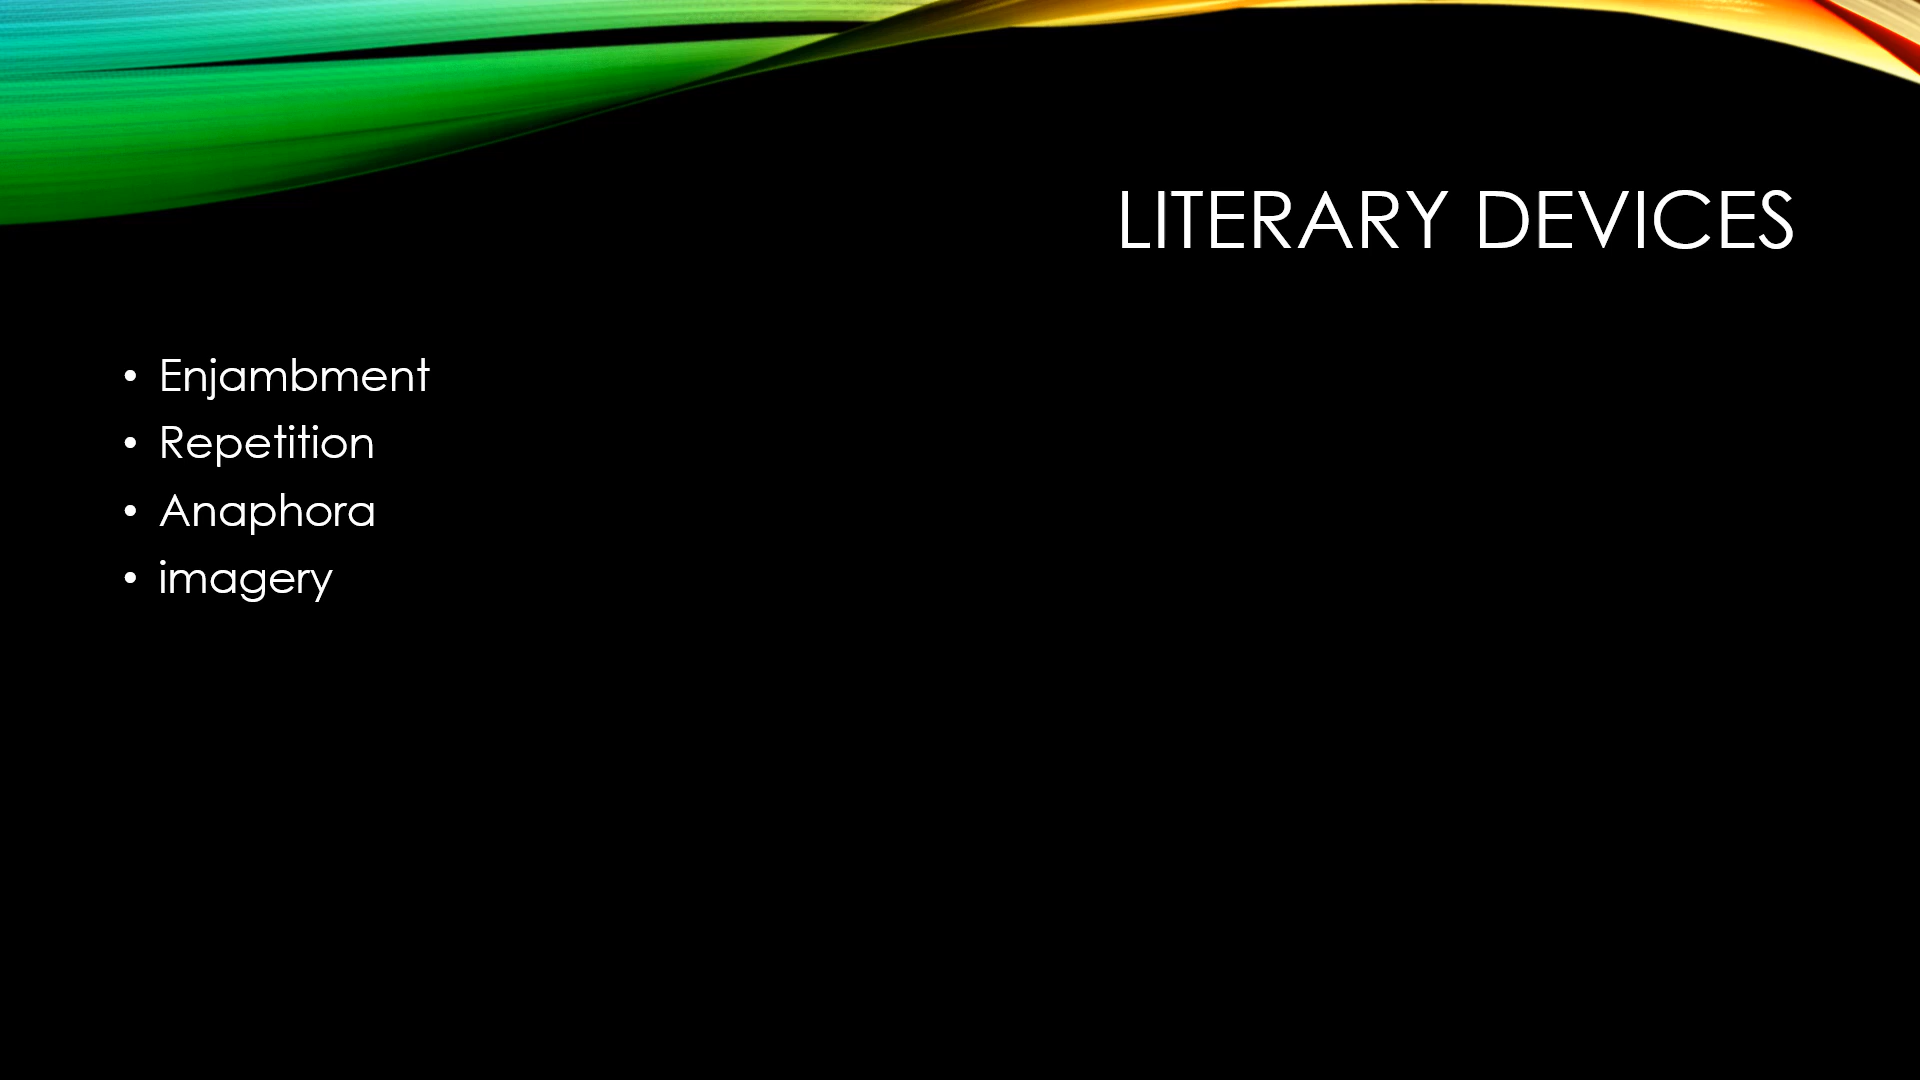 LITERARY DEVICES
• Enjambment
• Repetition
• Anaphora
• imagery